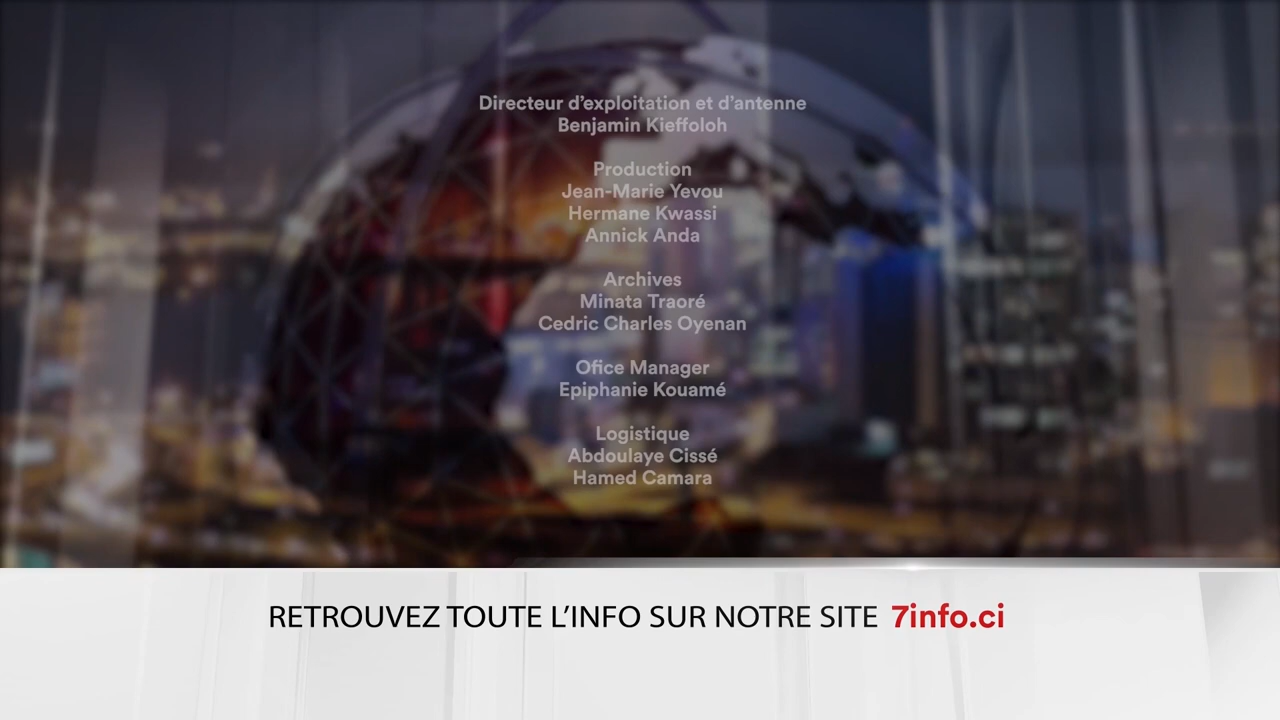 Directeur d'exploitation et d'antenne
Benjamin Kieffoloh
Production
Jean-Marie Yevou
Hermane Kwassi
Annick Anda
Archives
Minata Traoré
Cedric Charles Oyenan
Ofice Manager
Epiphanie Kouamé
Logistique
Abdoulaye Cissé
Hamed Camara
RETROUVEZ TOUTE L'INFO SUR NOTRE SITE 7info.ci